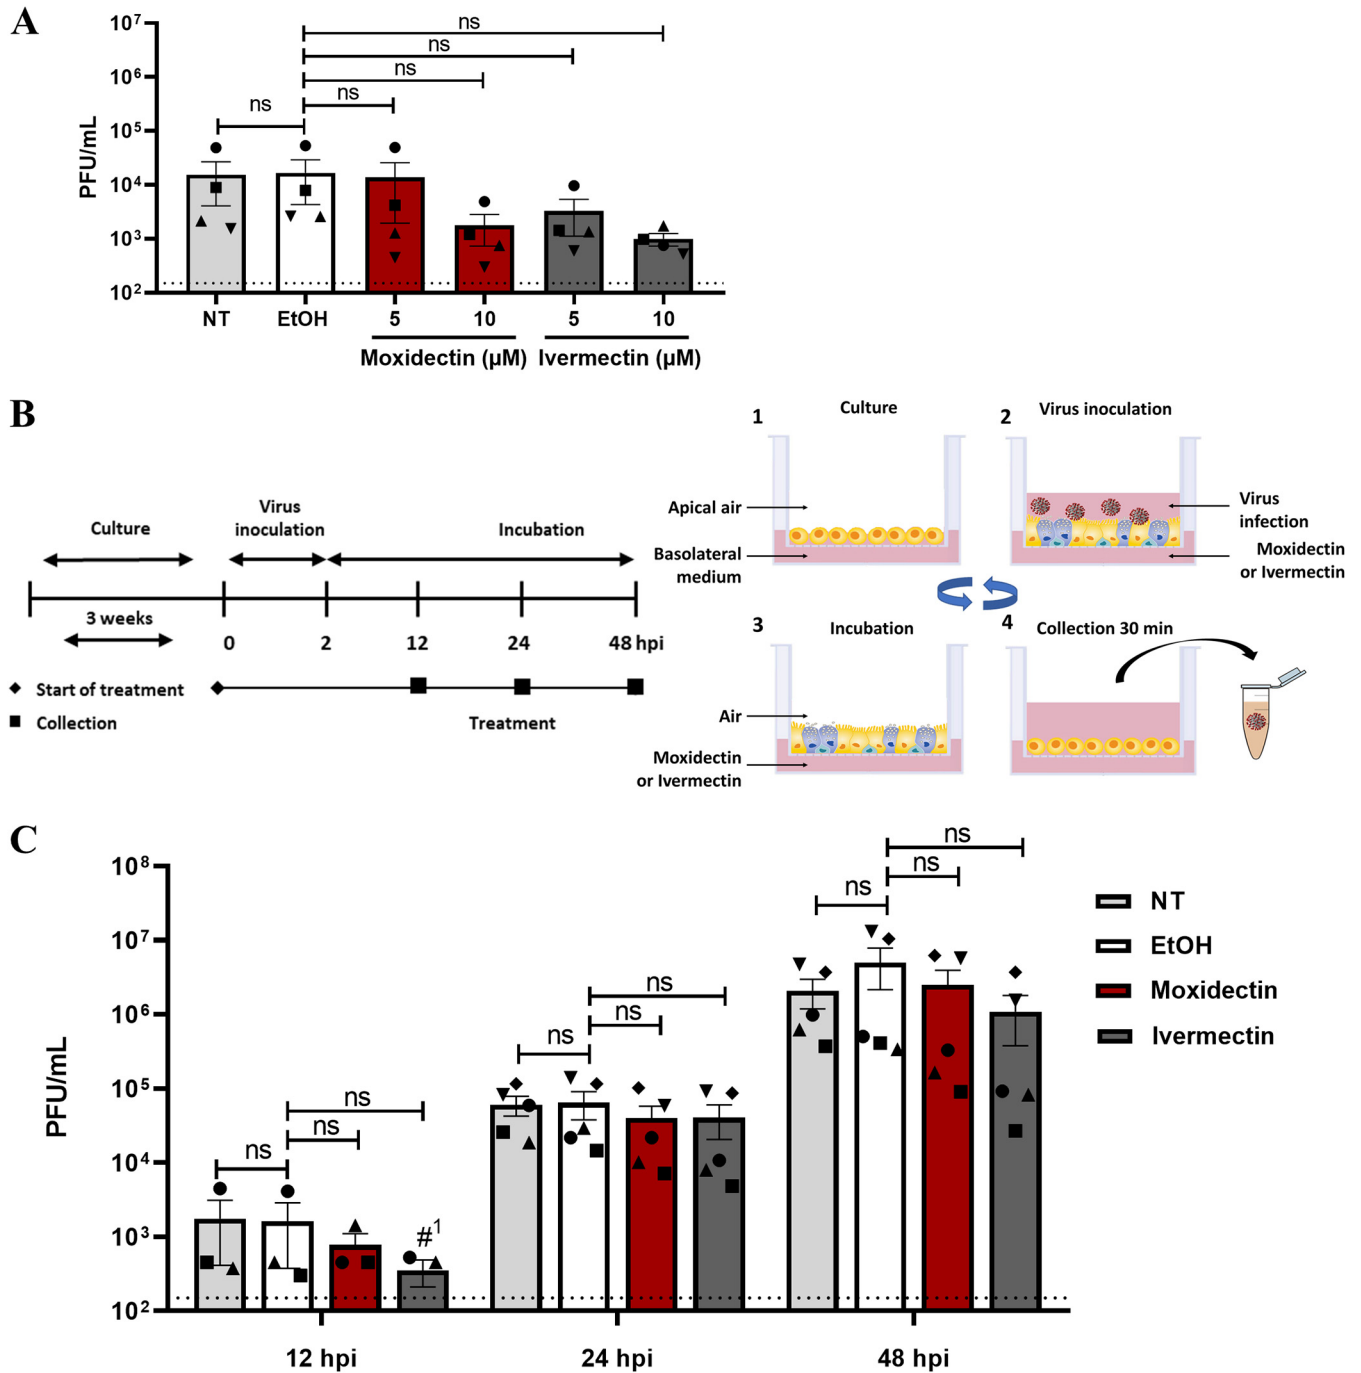 A
10⁷
10⁶
10⁵
10⁴
10³
10²
PFU/mL
ns
ns
ns
ns
ns
NT EtOH 5 10 5 10
Moxidectin (µM) Ivermectin (µM)
B
Culture
Virus
inoculation
Incubation
3 weeks
0 2 12 24 48 hpi
Start of treatment
Collection
Treatment
1
Culture
Apical air
Basolateral
medium
2
Virus inoculation
Virus
infection
Moxidectin
or Ivermectin
3
Incubation
Air
Moxidectin
or Ivermectin
4
Collection 30 min
C
10⁸
10⁷
10⁶
10⁵
10⁴
10³
10²
PFU/mL
ns
ns
ns
#¹
ns
ns
ns
ns
ns
ns
12 hpi 24 hpi 48 hpi
NT
EtOH
Moxidectin
Ivermectin